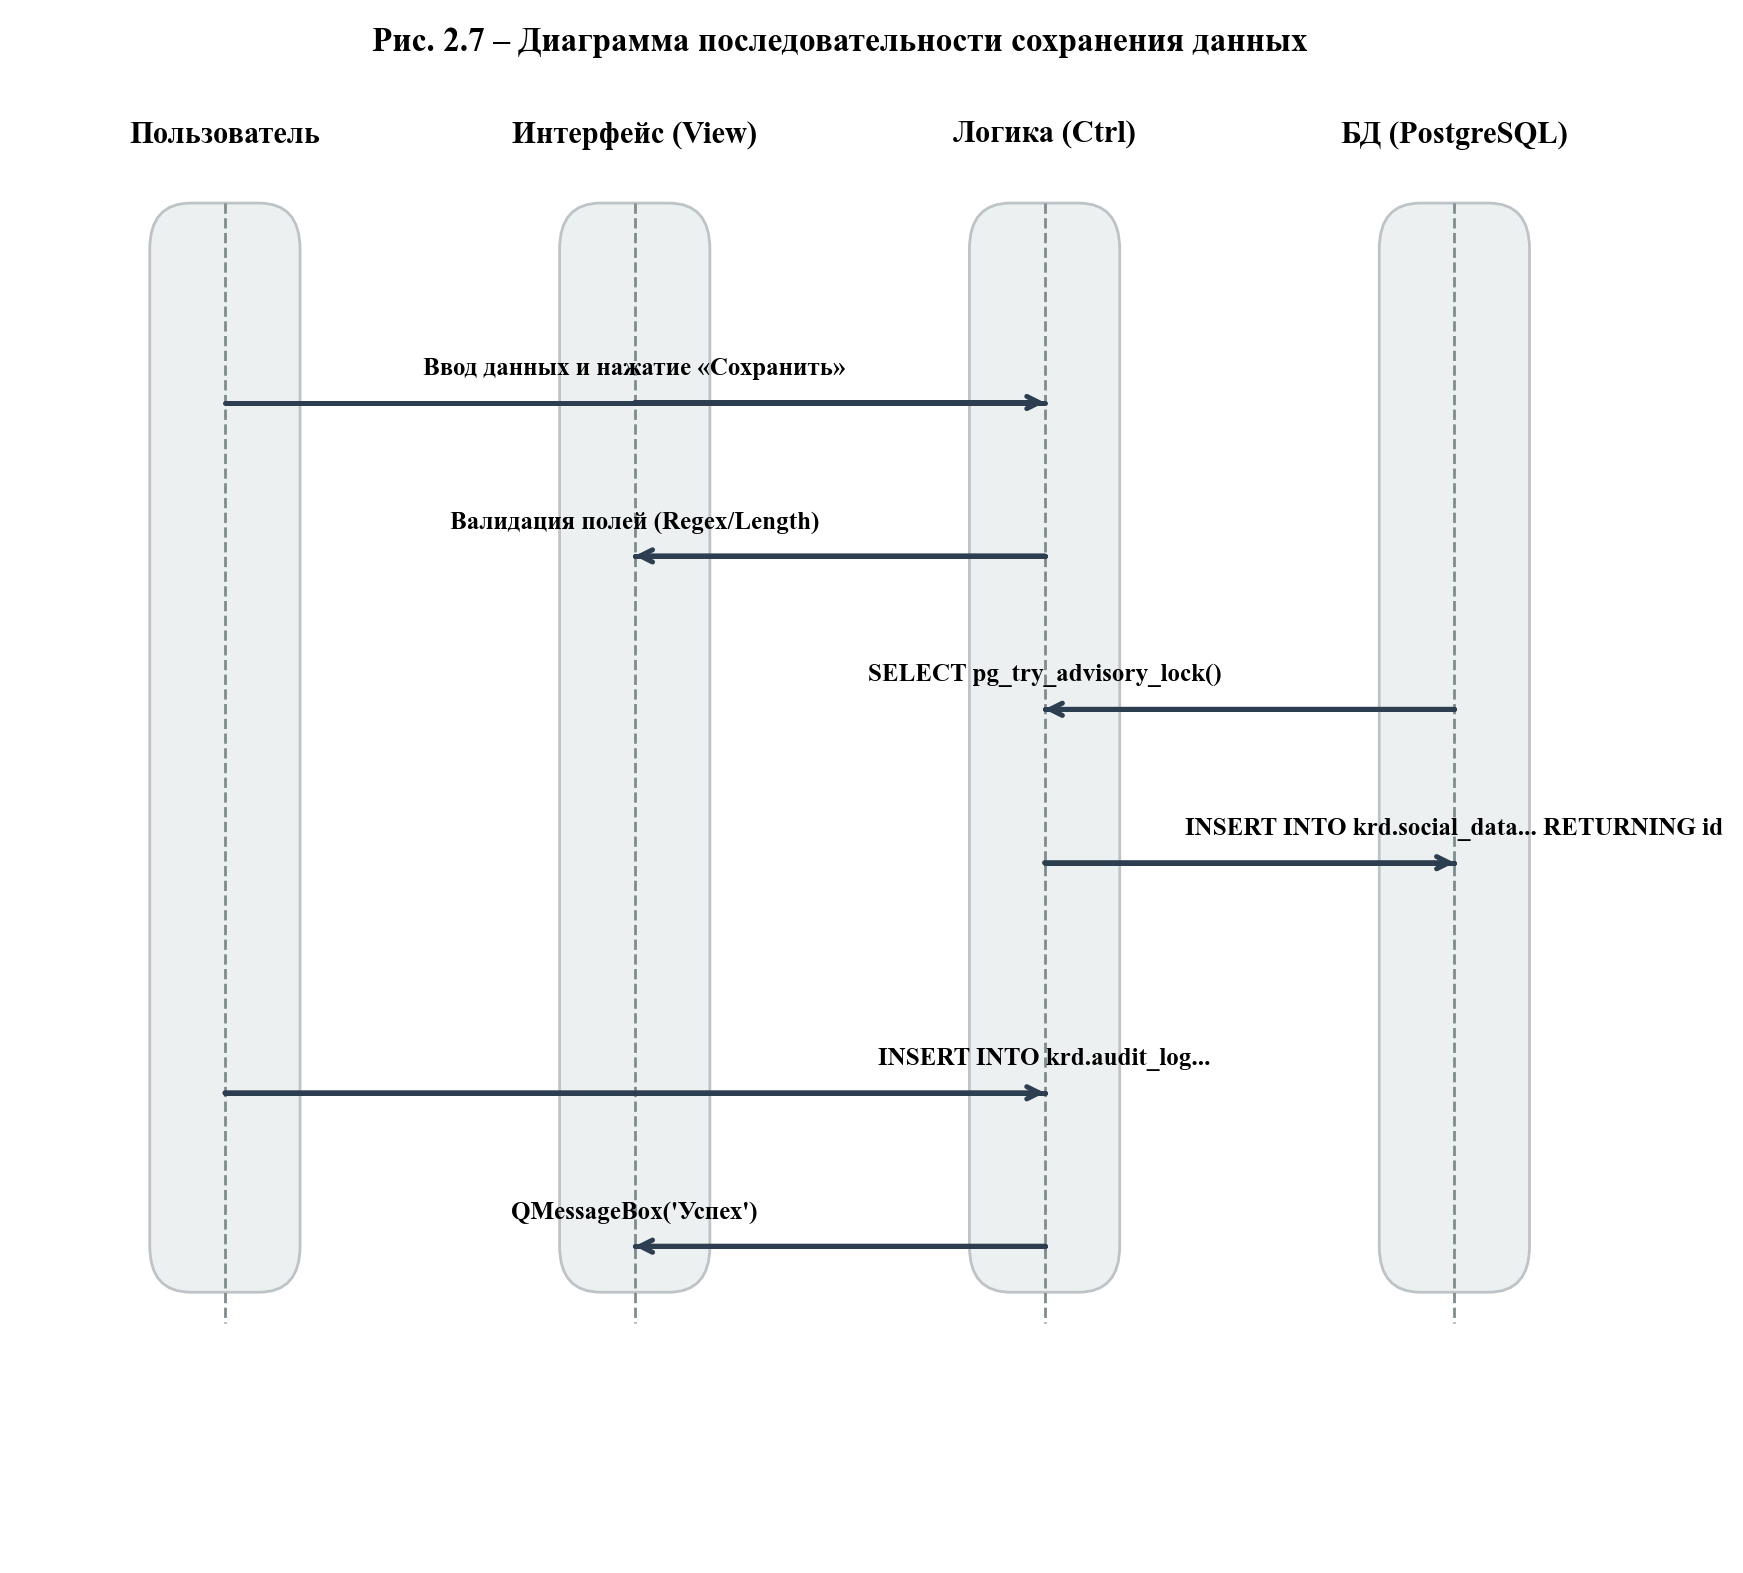 Рис. 2.7 – Диаграмма последовательности сохранения данных
Пользователь
Интерфейс (View)
Логика (Ctrl)
БД (PostgreSQL)
Ввод данных и нажатие «Сохранить»
Валидация полей (Regex/Length)
SELECT pg_try_advisory_lock()
INSERT INTO krd.social_data... RETURNING id
INSERT INTO krd.audit_log...
QMessageBox('Успех')